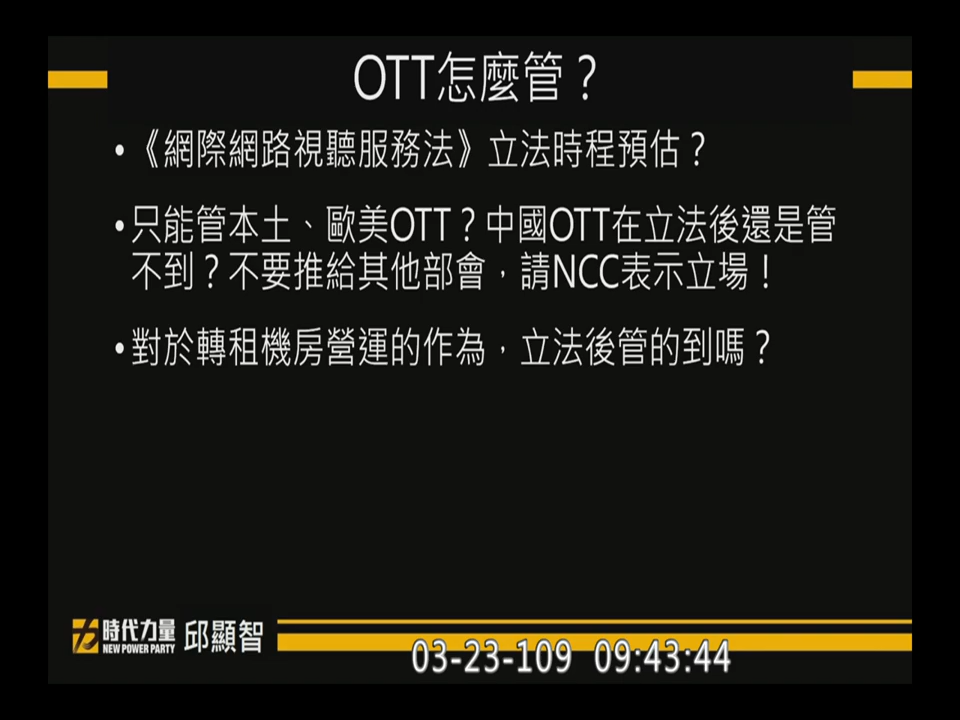 OTT怎麼管？
•《網際網路視聽服務法》立法時程預估？
•只能管本土、歐美OTT？中國OTT在立法後還是管
不到？不要推給其他部會，請NCC表示立場！
•對於轉租機房營運的作為，立法後管的到嗎？
時代力量
NEW POWER PARTY
邱顯智
03-23-109 09:43:44